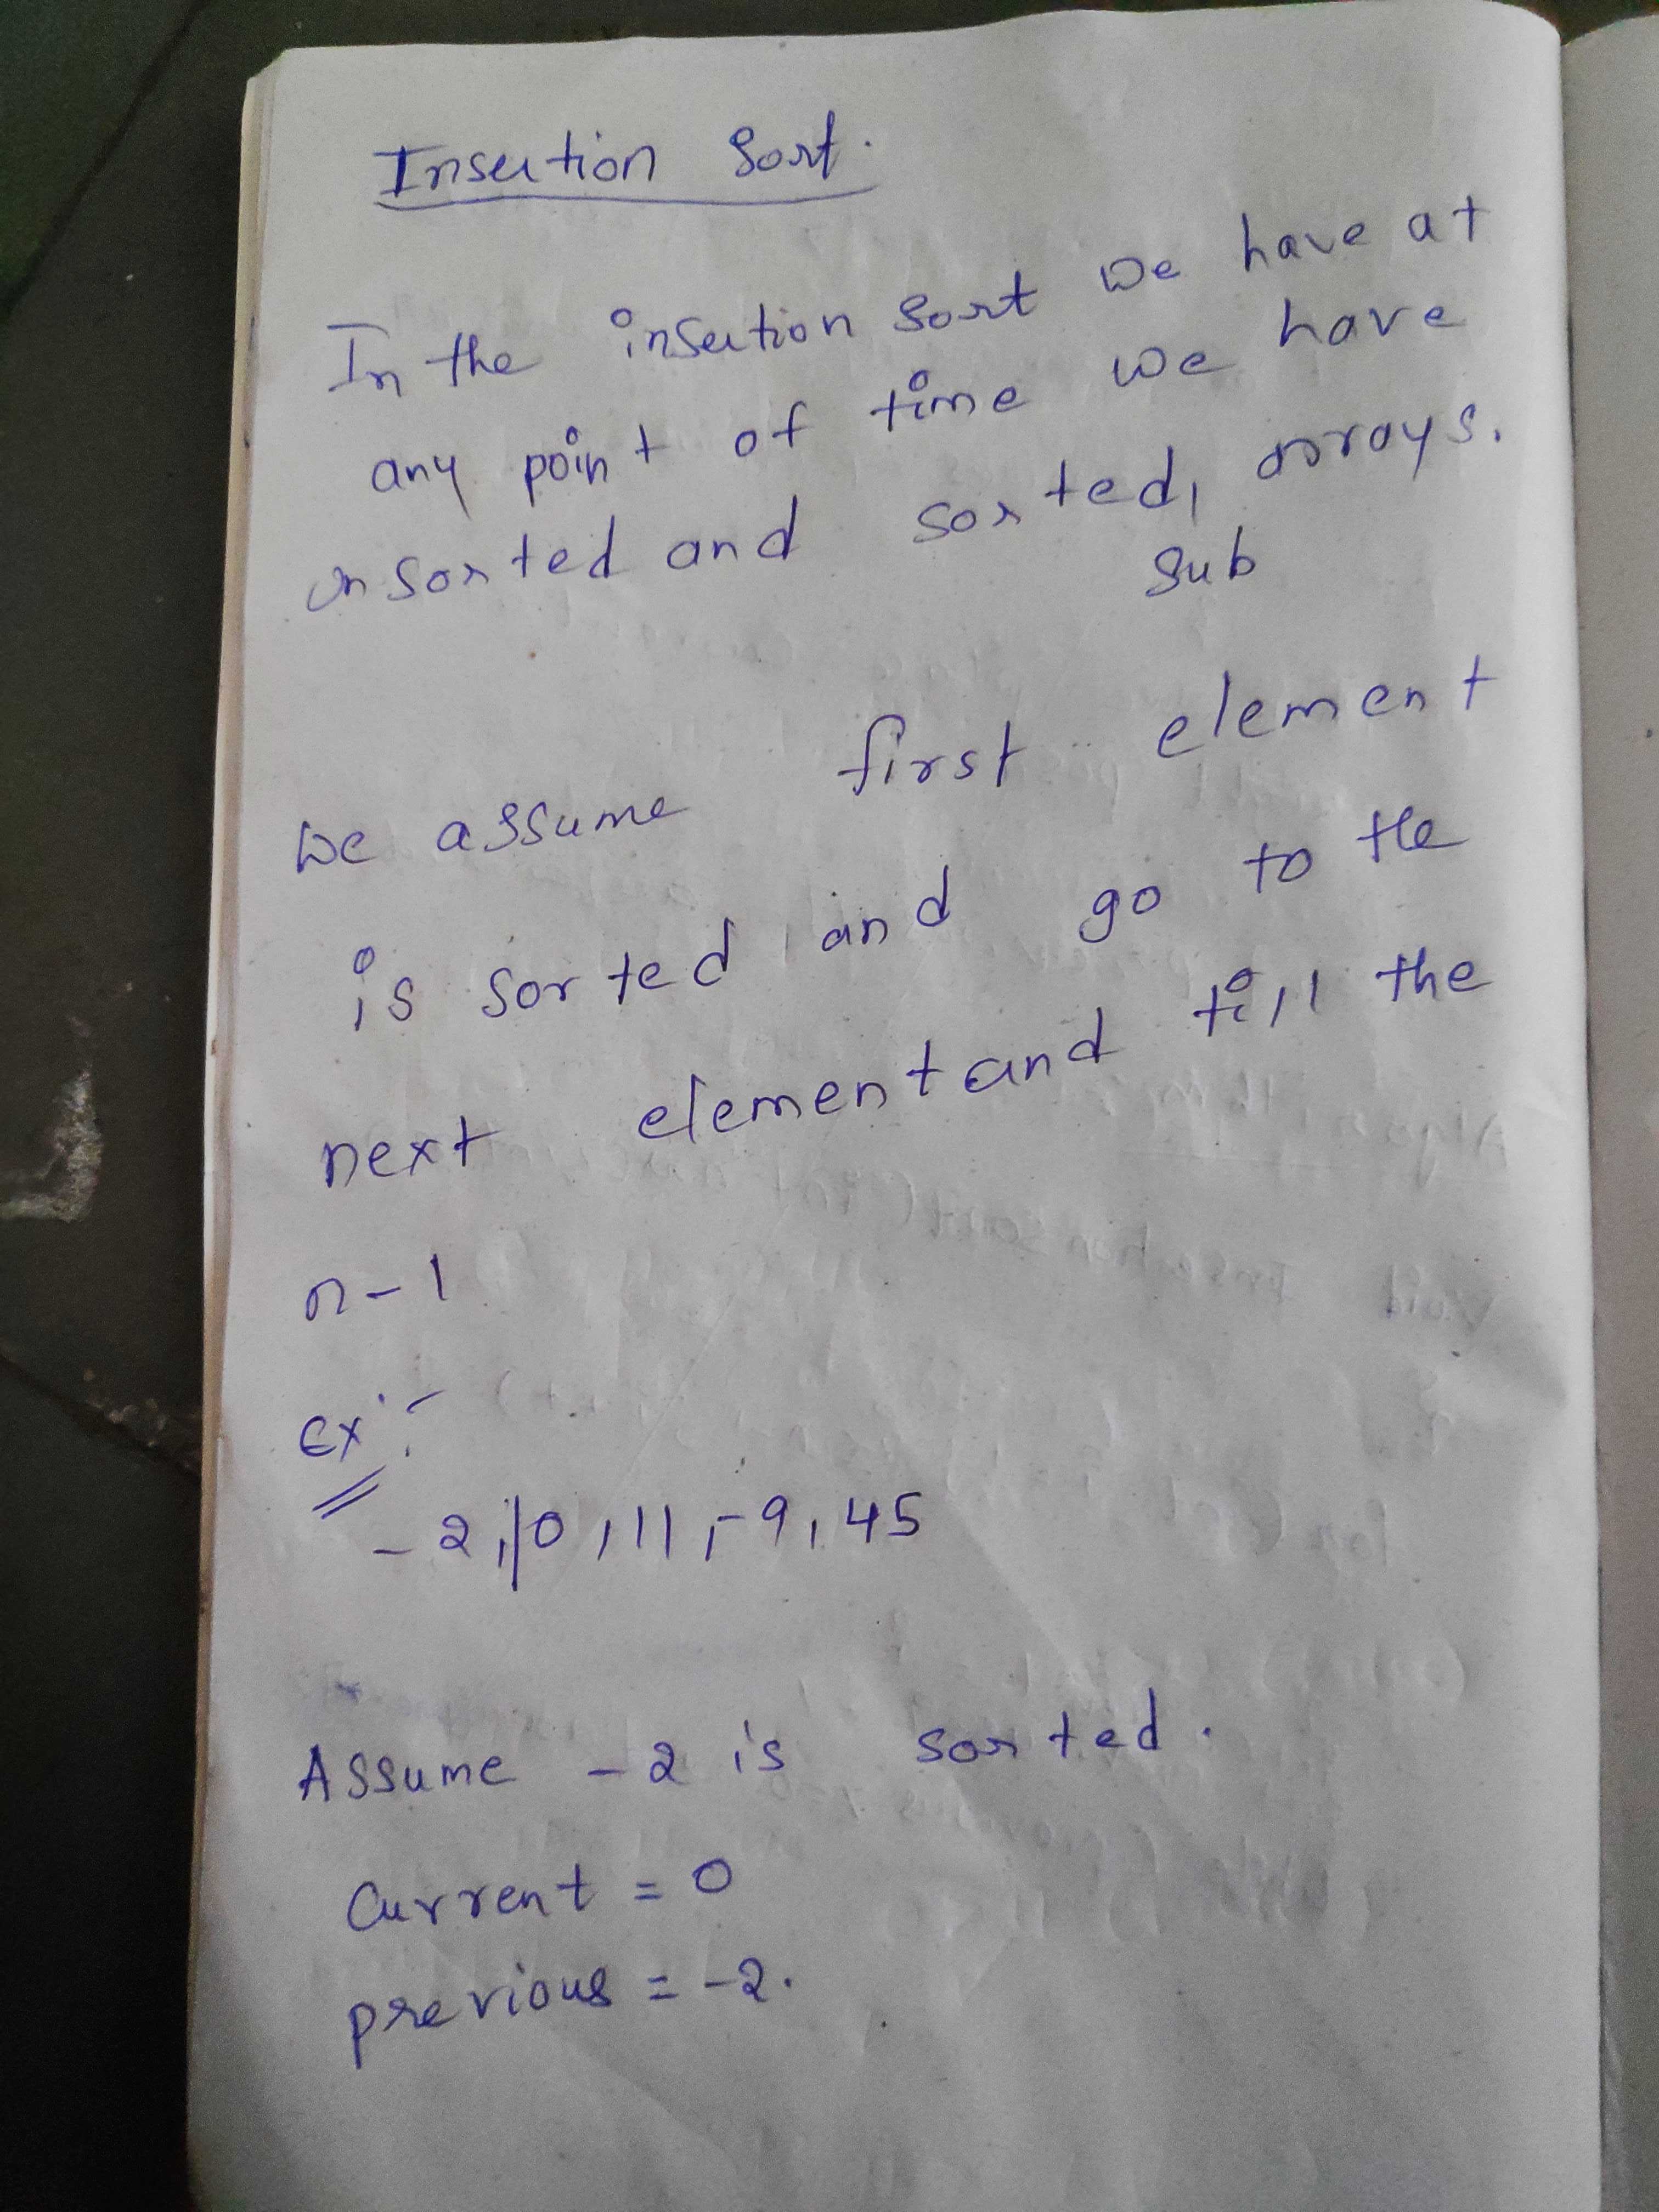 Insertion Sort.
In the insertion sort we have at
any point of time we have
unsorted and sorted, arrays.
sub
We assume first element
is sorted and go to the
next element and till the
n-1
Ex:-
-2,|0,11,-9,45
Assume -2 is sorted.
Current = 0
previous = -2.